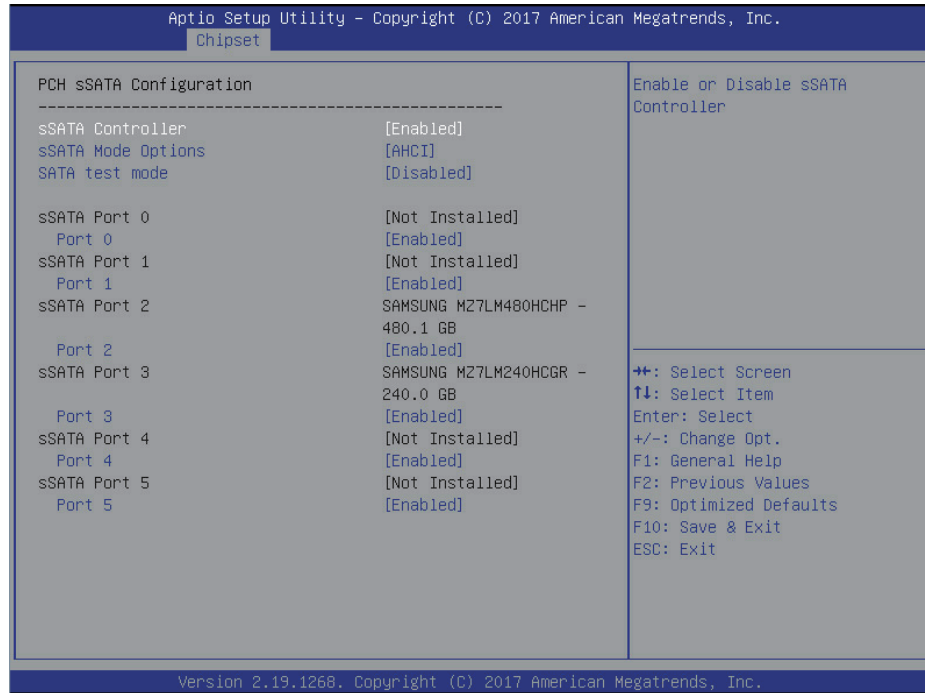 Aptio Setup Utility – Copyright (C) 2017 American Megatrends, Inc.
Chipset
PCH sSATA Configuration
--------------------------------------------------
sSATA Controller [Enabled]
sSATA Mode Options [AHCI]
SATA test mode [Disabled]
sSATA Port 0 [Not Installed]
Port 0 [Enabled]
sSATA Port 1 [Not Installed]
Port 1 [Enabled]
sSATA Port 2 SAMSUNG MZ7LM480HCHP –
480.1 GB
Port 2 [Enabled]
sSATA Port 3 SAMSUNG MZ7LM240HCGR –
240.0 GB
Port 3 [Enabled]
sSATA Port 4 [Not Installed]
Port 4 [Enabled]
sSATA Port 5 [Not Installed]
Port 5 [Enabled]
Enable or Disable sSATA
Controller
→←: Select Screen
↑↓: Select Item
Enter: Select
+/-: Change Opt.
F1: General Help
F2: Previous Values
F9: Optimized Defaults
F10: Save & Exit
ESC: Exit
Version 2.19.1268. Copyright (C) 2017 American Megatrends, Inc.